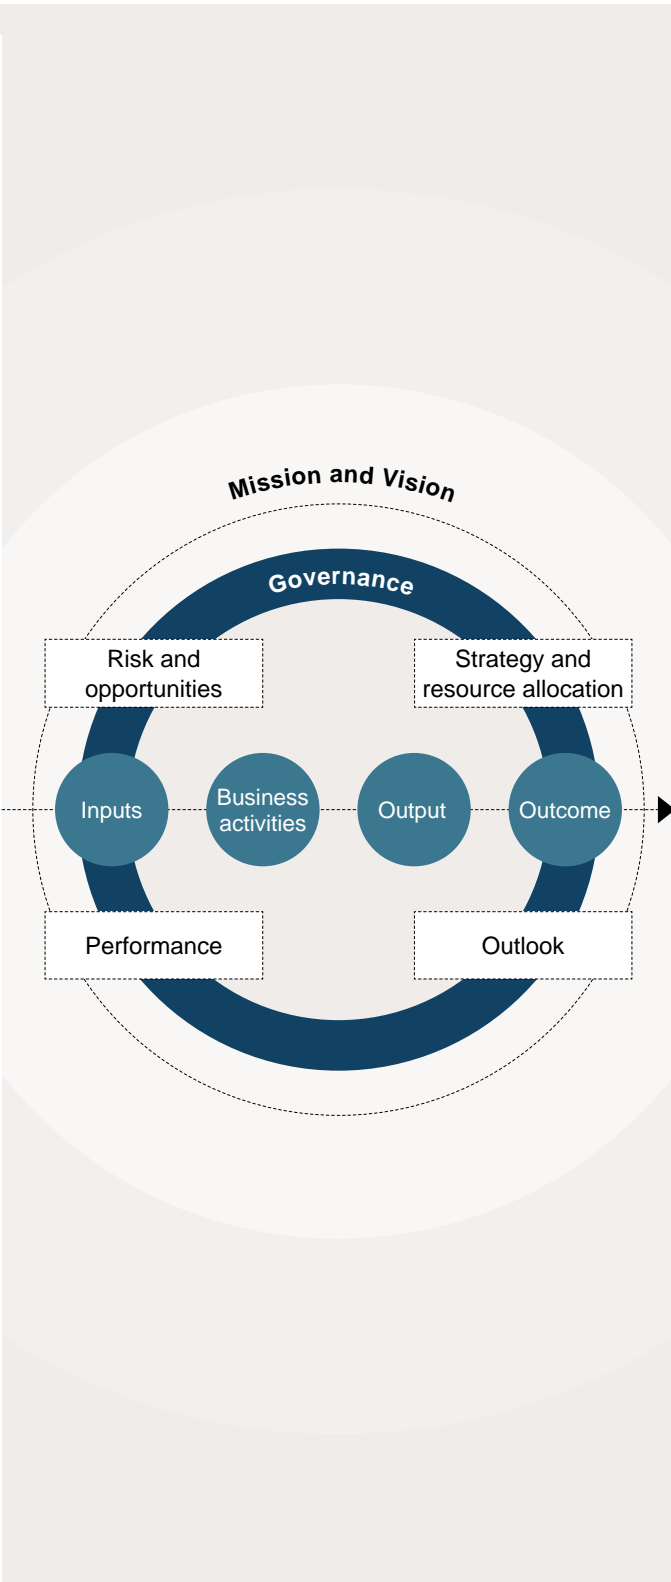 Mission and Vision
Governance
Risk and
opportunities
Strategy and
resource allocation
Inputs
Business
activities
Output
Outcome
Performance
Outlook